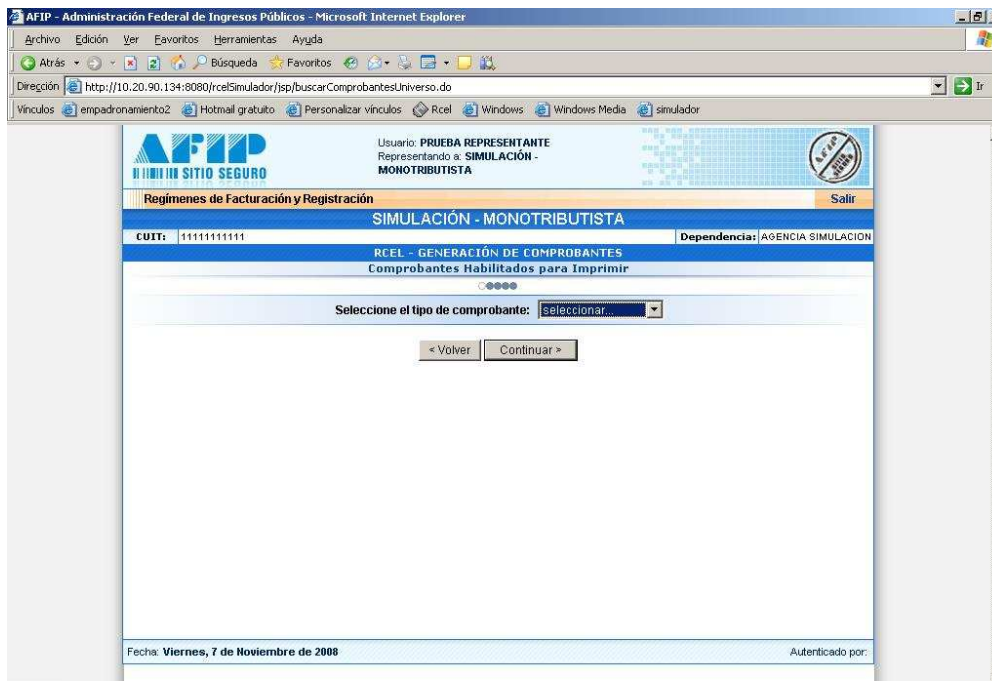 AFIP - Administración Federal de Ingresos Públicos - Microsoft Internet Explorer
Archivo Edición Ver Favoritos Herramientas Ayuda
Atrás Búsqueda Favoritos
Dirección http://10.20.90.134:8080/rcelSimulador/jsp/buscarComprobantesUniverso.do Ir
Vínculos empadronamiento2 Hotmail gratuito Personalizar vínculos Rcel Windows Windows Media simulador
AFIP
SITIO SEGURO
Usuario: PRUEBA REPRESENTANTE
Representando a: SIMULACIÓN -
MONOTRIBUTISTA
Regímenes de Facturación y Registración Salir
SIMULACIÓN - MONOTRIBUTISTA
CUIT: 11111111111 Dependencia: AGENCIA SIMULACION
RCEL - GENERACIÓN DE COMPROBANTES
Comprobantes Habilitados para Imprimir
Seleccione el tipo de comprobante: seleccionar...
< Volver Continuar >
Fecha: Viernes, 7 de Noviembre de 2008 Autenticado por: